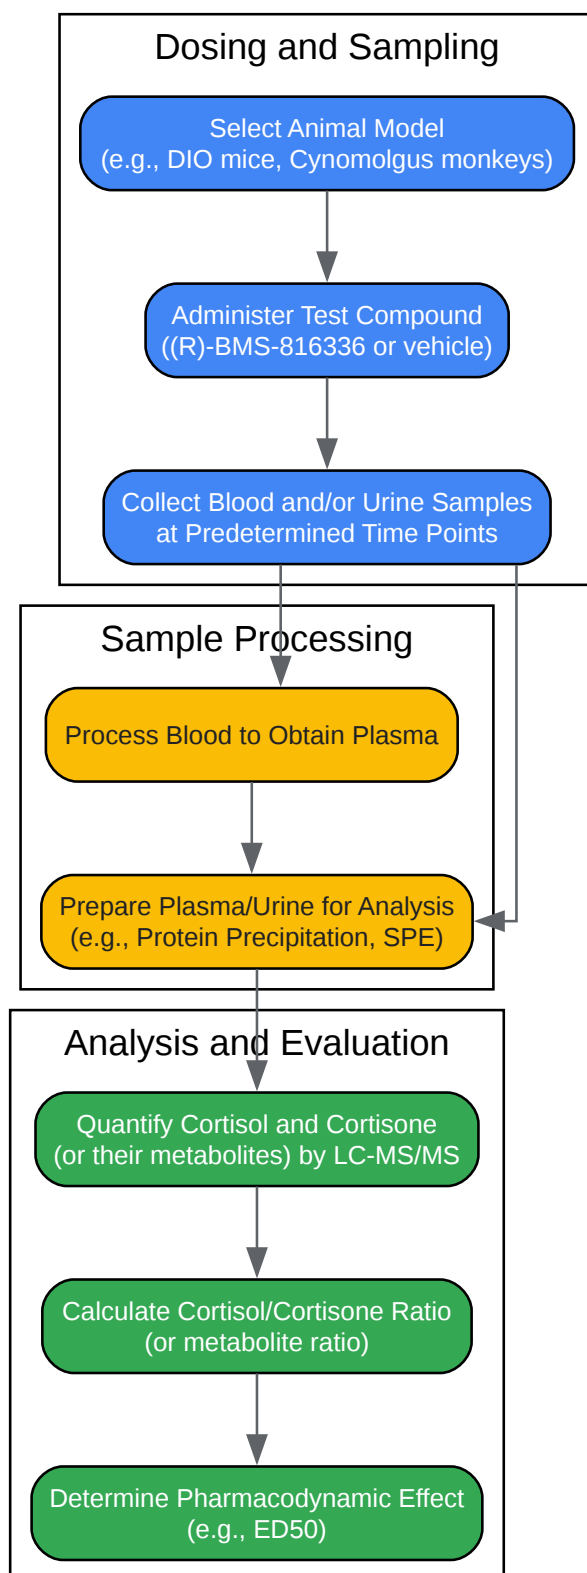 Dosing and Sampling
Select Animal Model
(e.g., DIO mice, Cynomolgus monkeys)
Administer Test Compound
((R)-BMS-816336 or vehicle)
Collect Blood and/or Urine Samples
at Predetermined Time Points
Sample Processing
Process Blood to Obtain Plasma
Prepare Plasma/Urine for Analysis
(e.g., Protein Precipitation, SPE)
Analysis and Evaluation
Quantify Cortisol and Cortisone
(or their metabolites) by LC-MS/MS
Calculate Cortisol/Cortisone Ratio
(or metabolite ratio)
Determine Pharmacodynamic Effect
(e.g., ED50)